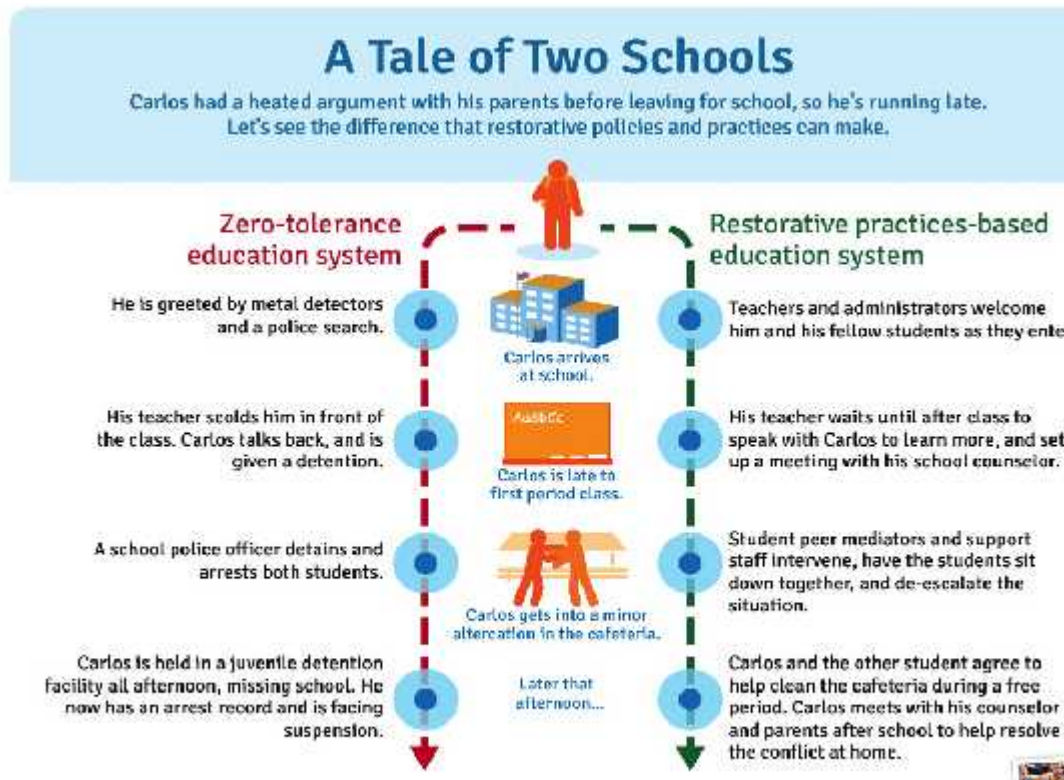 A Tale of Two Schools
Carlos had a heated argument with his parents before leaving for school, so he's running late.
Let's see the difference that restorative policies and practices can make.
Zero-tolerance
education system
Restorative practices-based
education system
He is greeted by metal detectors
and a police search.
Carlos arrives
at school.
Teachers and administrators welcome
him and his fellow students as they ente
His teacher scolds him in front of
the class. Carlos talks back, and is
given a detention.
AaBbCc
Carlos is late to
first period class.
His teacher waits until after class to
speak with Carlos to learn more, and set
up a meeting with his school counselor.
A school police officer detains and
arrests both students.
Carlos gets into a minor
altercation in the cafeteria.
Student peer mediators and support
staff intervene, have the students sit
down together, and de-escalate the
situation.
Carlos is held in a juvenile detention
facility all afternoon, missing school. He
now has an arrest record and is facing
suspension.
Later that
afternoon...
Carlos and the other student agree to
help clean the cafeteria during a free
period. Carlos meets with his counselor
and parents after school to help resolve
the conflict at home.